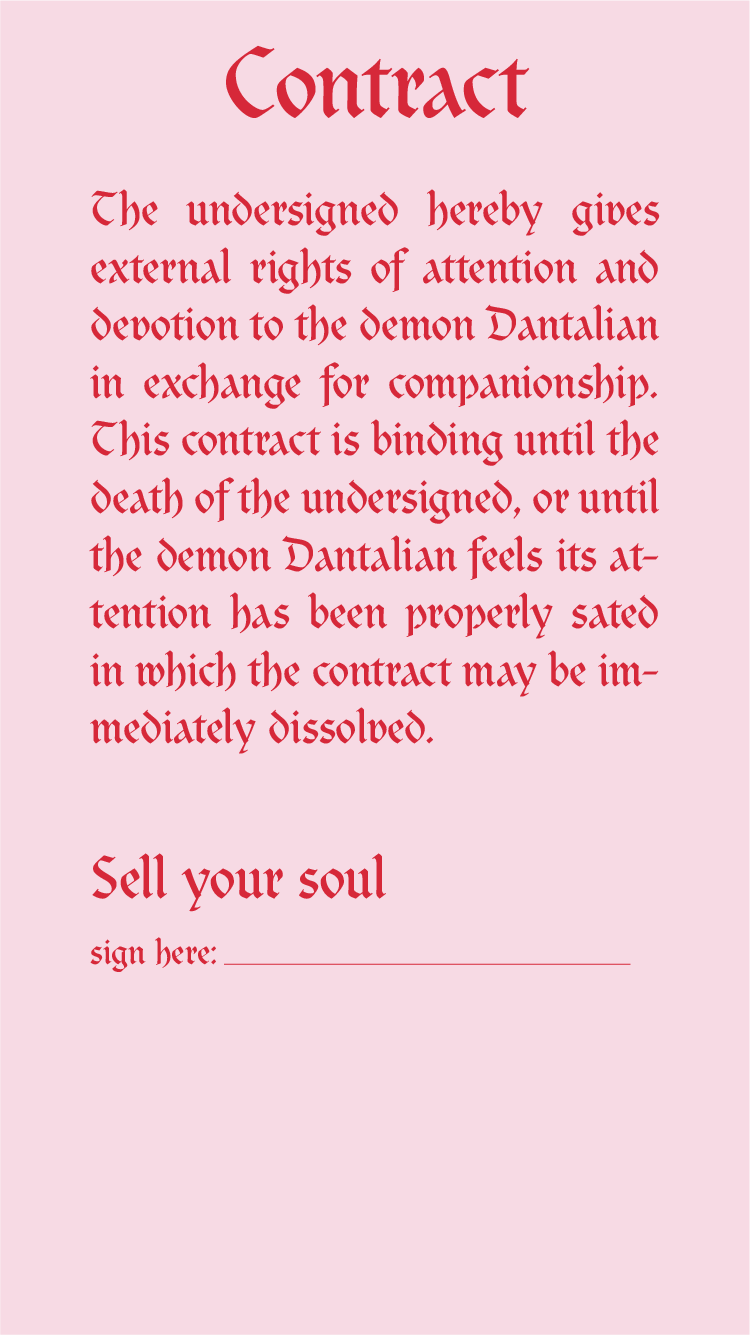 Contract
The undersigned hereby gives
external rights of attention and
devotion to the demon Dantalian
in exchange for companionship.
This contract is binding until the
death of the undersigned, or until
the demon Dantalian feels its at-
tention has been properly sated
in which the contract may be im-
mediately dissolved.
Sell your soul
sign here: